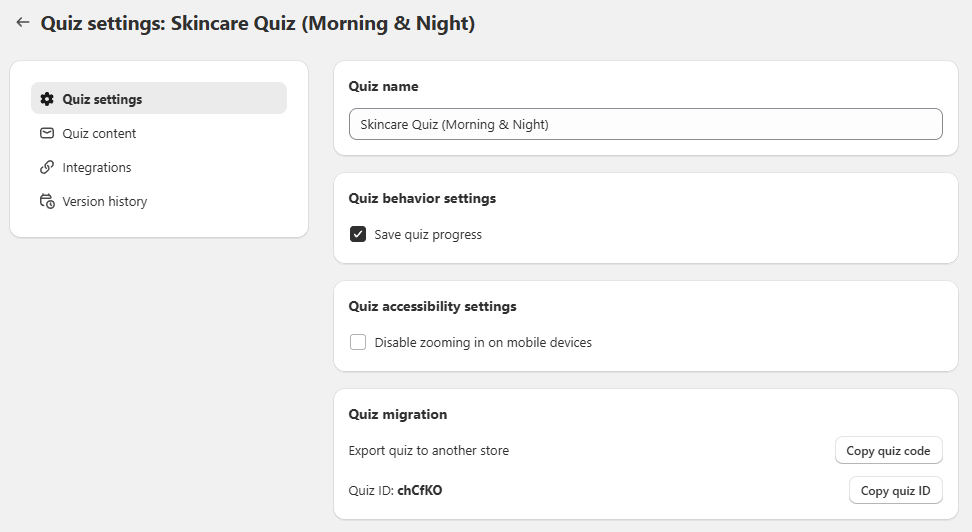 Quiz settings: Skincare Quiz (Morning & Night)
Quiz settings
Quiz content
Integrations
Version history
Quiz name
Skincare Quiz (Morning & Night)
Quiz behavior settings
Save quiz progress
Quiz accessibility settings
Disable zooming in on mobile devices
Quiz migration
Export quiz to another store
Copy quiz code
Quiz ID: chCfKO
Copy quiz ID